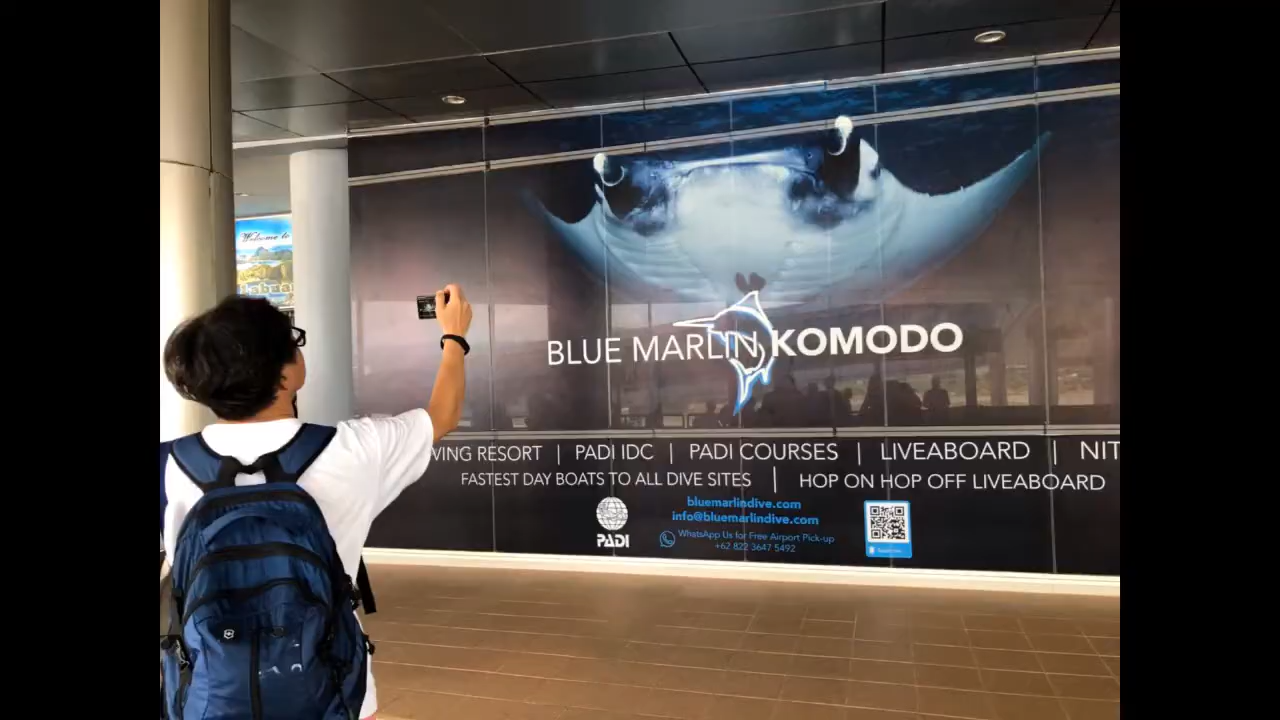 Welcome to
BLUE MARLIN KOMODO
VING RESORT | PADI IDC | PADI COURSES | LIVEABOARD | NIT
FASTEST DAY BOATS TO ALL DIVE SITES | HOP ON HOP OFF LIVEABOARD
bluemarlindive.com
info@bluemarlindive.com
PADI
WhatsApp Us for Free Airport Pick-up
+62 822 3647 5492